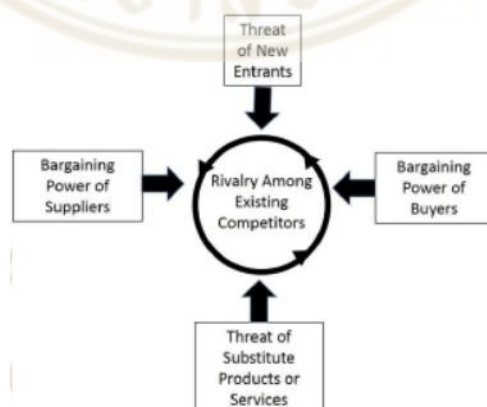 Threat
of New
Entrants
Bargaining
Power of
Suppliers
Rivalry Among
Existing
Competitors
Bargaining
Power of
Buyers
Threat of
Substitute
Products or
Services